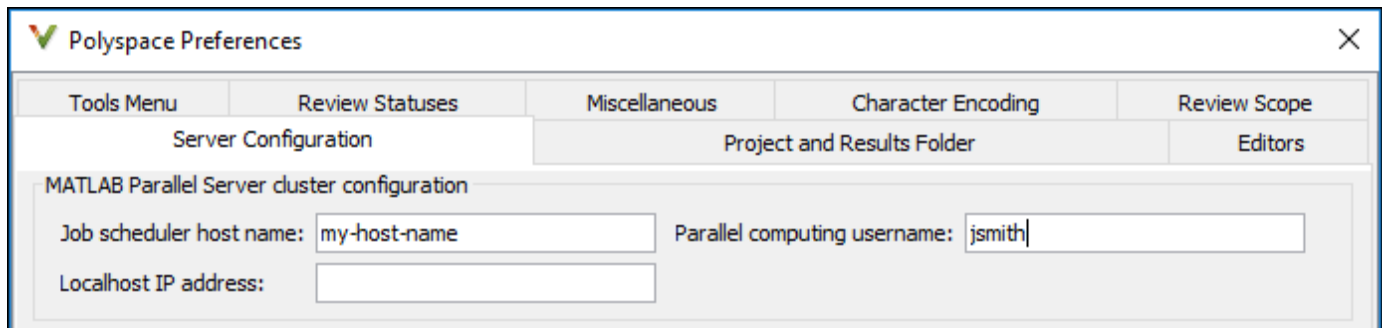 Polyspace Preferences
Tools Menu Review Statuses Miscellaneous Character Encoding Review Scope
Server Configuration Project and Results Folder Editors
MATLAB Parallel Server cluster configuration
Job scheduler host name: my-host-name Parallel computing username: jsmith
Localhost IP address: